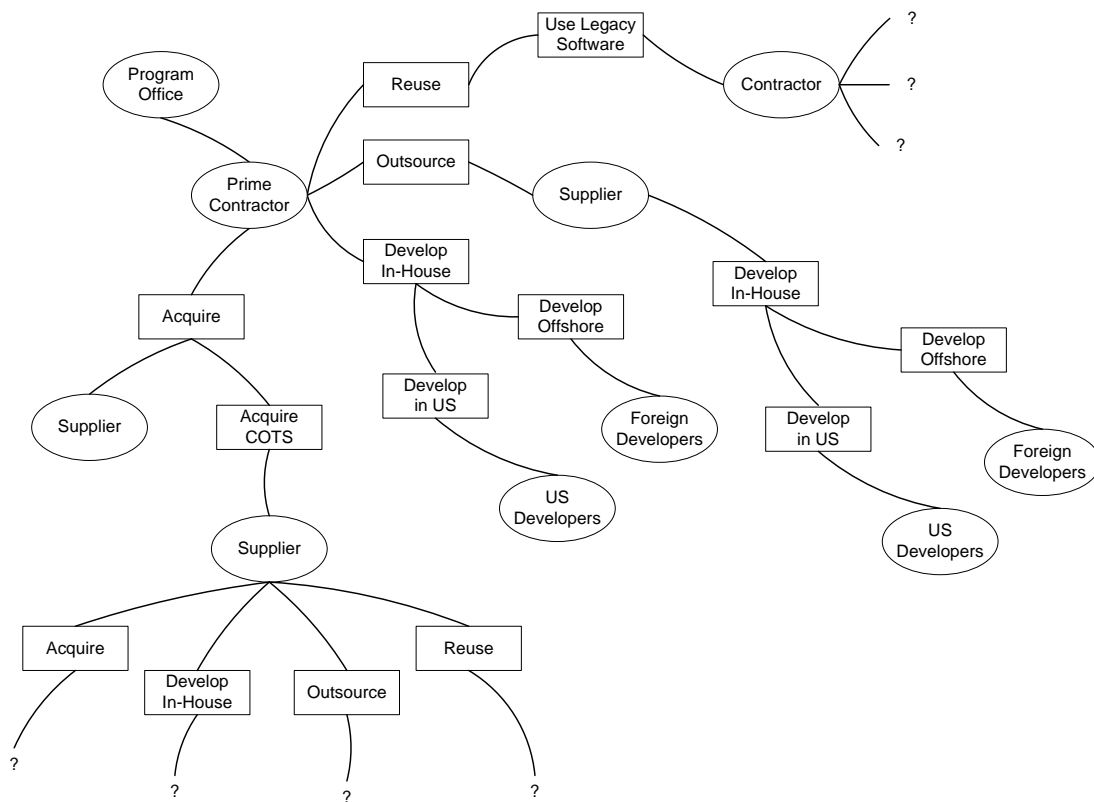 Use Legacy
Software
?
Program
Office
Reuse
Contractor
?
?
Outsource
Prime
Contractor
Supplier
Develop
In-House
Develop
In-House
Acquire
Develop
Offshore
Develop
Offshore
Supplier
Acquire
COTS
Develop
in US
Foreign
Developers
Develop
in US
Foreign
Developers
US
Developers
US
Developers
Supplier
Acquire
Develop
In-House
Outsource
Reuse
?
?
?
?